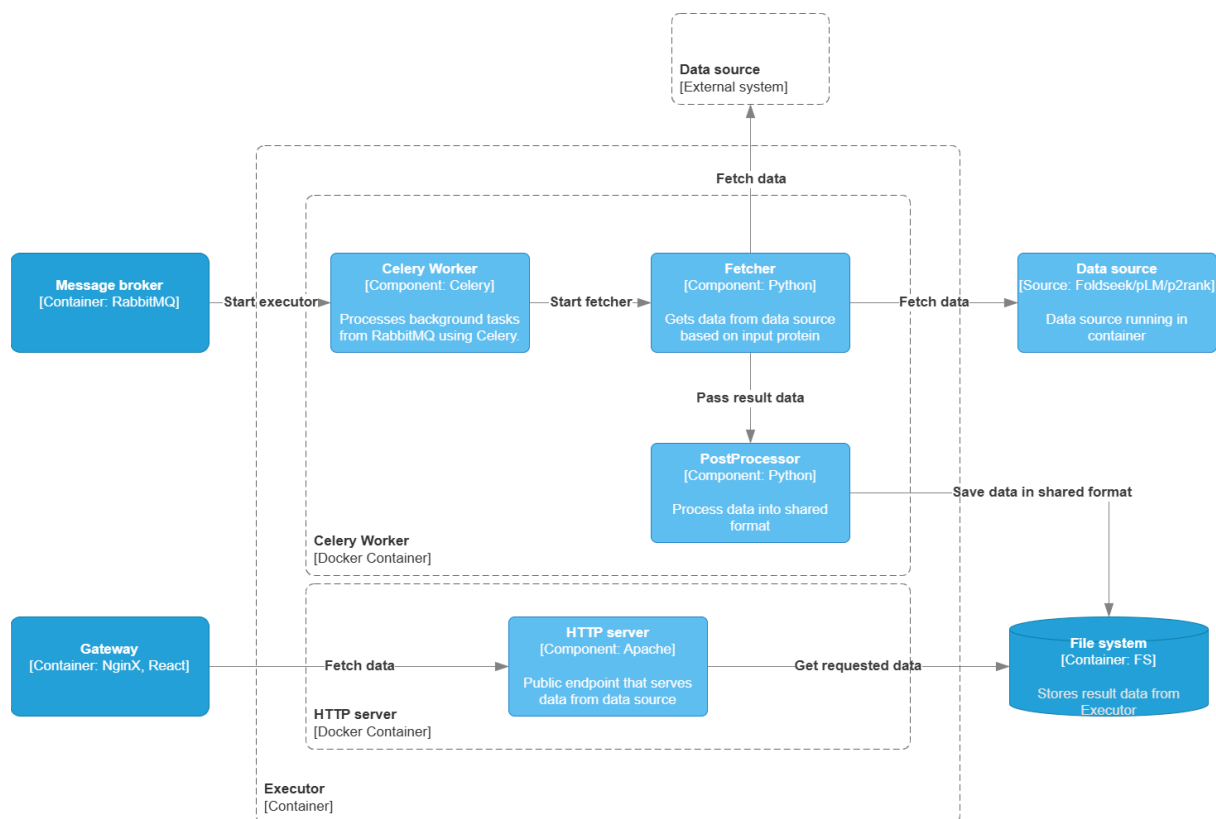 Data source
[External system]
Fetch data
Message broker
[Container: RabbitMQ]
Start executor
Celery Worker
[Component: Celery]
Processes background tasks
from RabbitMQ using Celery.
Start fetcher
Fetcher
[Component: Python]
Gets data from data source
based on input protein
Fetch data
Data source
[Source: Foldseek/pLM/p2rank]
Data source running in
container
Pass result data
PostProcessor
[Component: Python]
Process data into shared
format
Save data in shared format
Celery Worker
[Docker Container]
Gateway
[Container: NginX, React]
Fetch data
HTTP server
[Component: Apache]
Public endpoint that serves
data from data source
Get requested data
File system
[Container: FS]
Stores result data from
Executor
HTTP server
[Docker Container]
Executor
[Container]